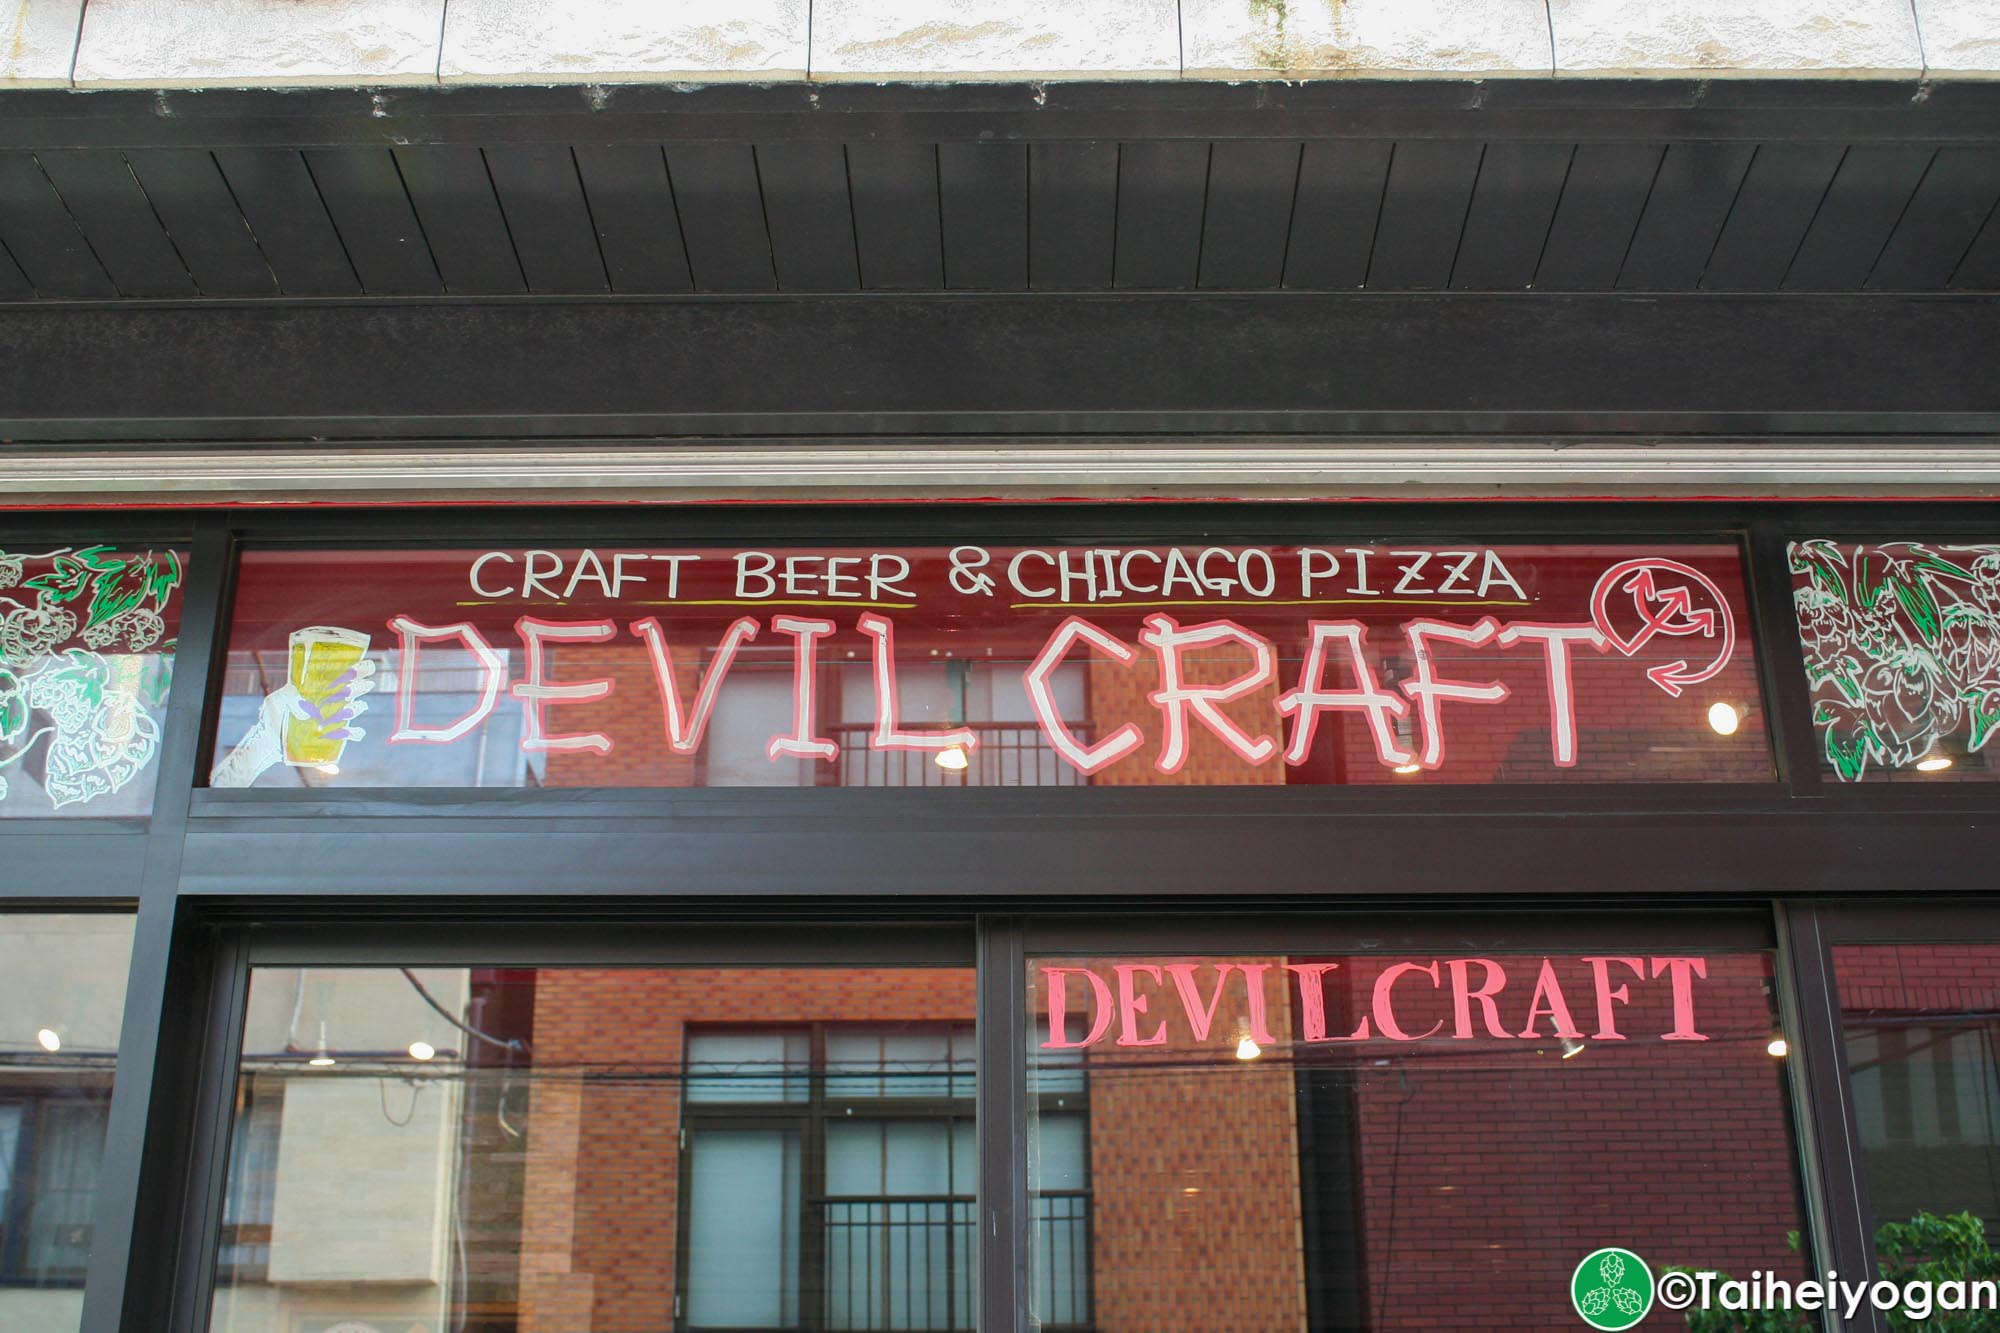 CRAFT BEER & CHICAGO PIZZA
DEVIL CRAFT
DEVILCRAFT
©Taiheiyogan